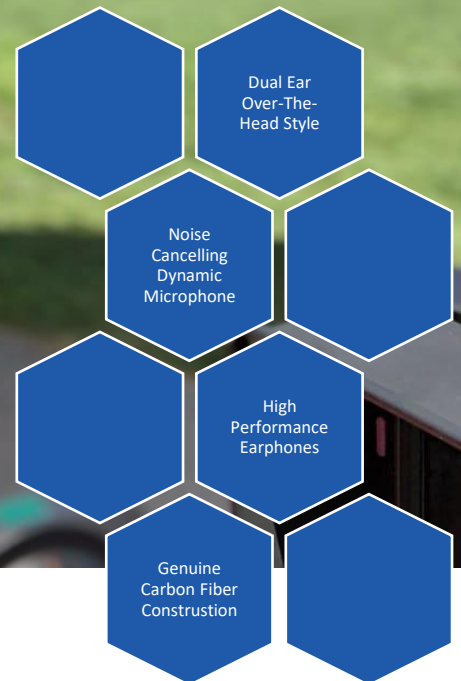 Dual Ear
Over-The-
Head Style
Noise
Cancelling
Dynamic
Microphone
High
Performance
Earphones
Genuine
Carbon Fiber
Construstion